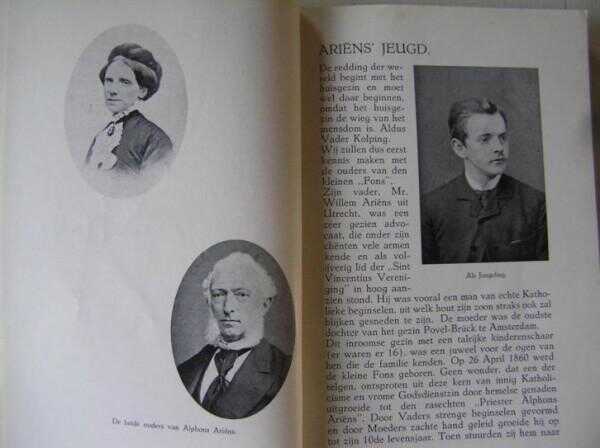 De beide ouders van Alphons Ariëns.
ARIËNS' JEUGD.
De redding der we-
reld begint met het
huisgezin en moet
wel daar beginnen,
omdat het huisge-
zin de wieg van het
mensdom is. Aldus
Vader Kolping.
Wij zullen dus eerst
kennis maken met
de ouders van den
kleinen „Fons”.
Zijn vader, Mr.
Willem Ariëns uit
Utrecht, was een
zeer gezien advo-
caat, die onder zijn
cliënten vele armen
kende en als vol-
ijverig lid der „Sint
Vincentius Vereni-
ging” in hoog aan-
zien stond. Hij was vooral een man van echte Katho-
lieke beginselen, uit welk hout zijn zoon straks ook zal
blijken gesneden te zijn. De moeder was de oudste
dochter van het gezin Povel-Brück te Amsterdam.
Dit inroomse gezin met een talrijke kinderenschaar
(er waren er 16), was een juweel voor de ogen van
hen die de familie kenden. Op 26 April 1860 werd
de kleine Fons geboren. Geen wonder, dat een der
telgen, ontsproten uit deze kern van innig Katholi-
cisme en vrome Godsdienstzin door hemelse genaden
uitgroeide tot den rasechten „Priester Alphons
Ariëns”. Door Vaders strenge beginselen gevormd
en door Moeders zachte hand geleid groeide hij op
tot zijn 10de levensjaar. Toen stuurden zij hem naar
Als Jongeling.